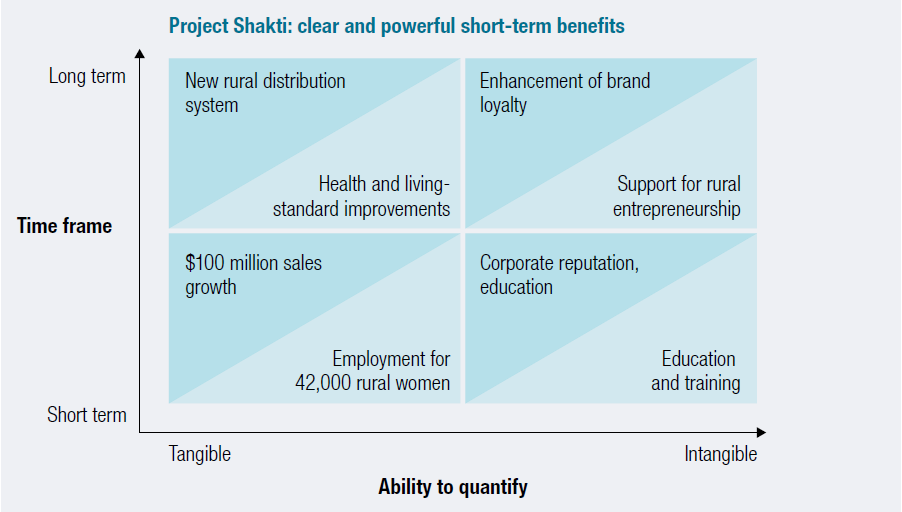 Project Shakti: clear and powerful short-term benefits
Long term
New rural distribution
system
Health and living-
standard improvements
Enhancement of brand
loyalty
Support for rural
entrepreneurship
Time frame
$100 million sales
growth
Employment for
42,000 rural women
Corporate reputation,
education
Education
and training
Short term
Tangible
Intangible
Ability to quantify